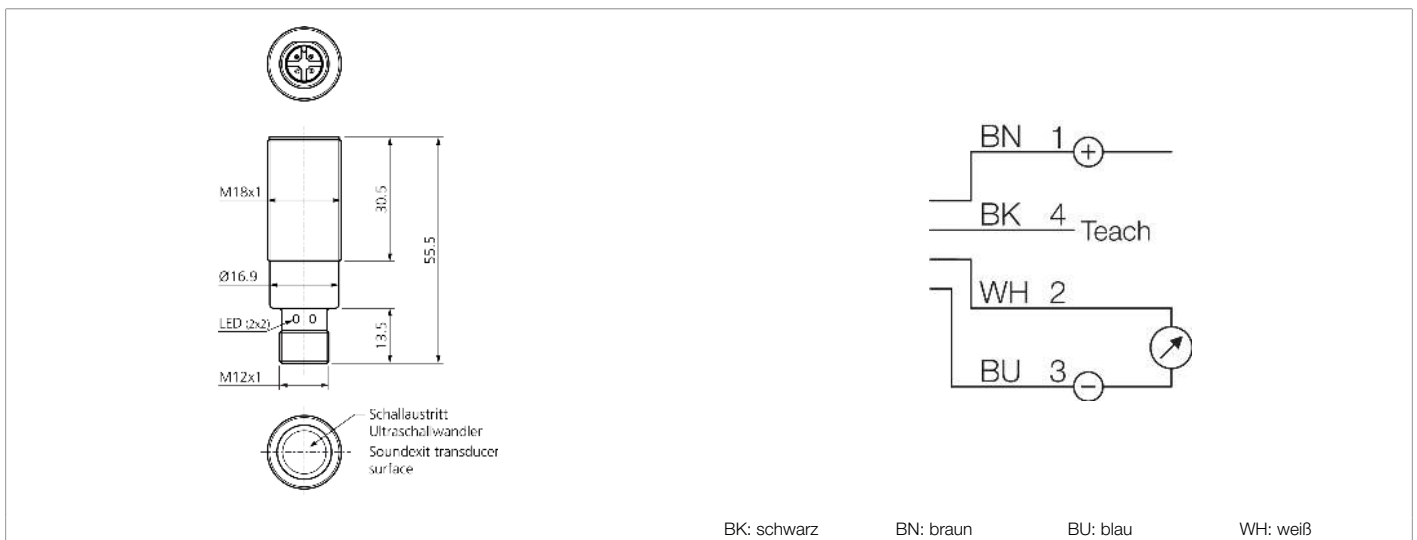 M18x1
30.5
55.5
Ø16.9
LED (2x2)
13.5
M12x1
Schallaustritt
Ultraschallwandler
Soundexit transducer
surface
BN 1 +
BK 4 Teach
WH 2
BU 3 −
BK: schwarz BN: braun BU: blau WH: weiß